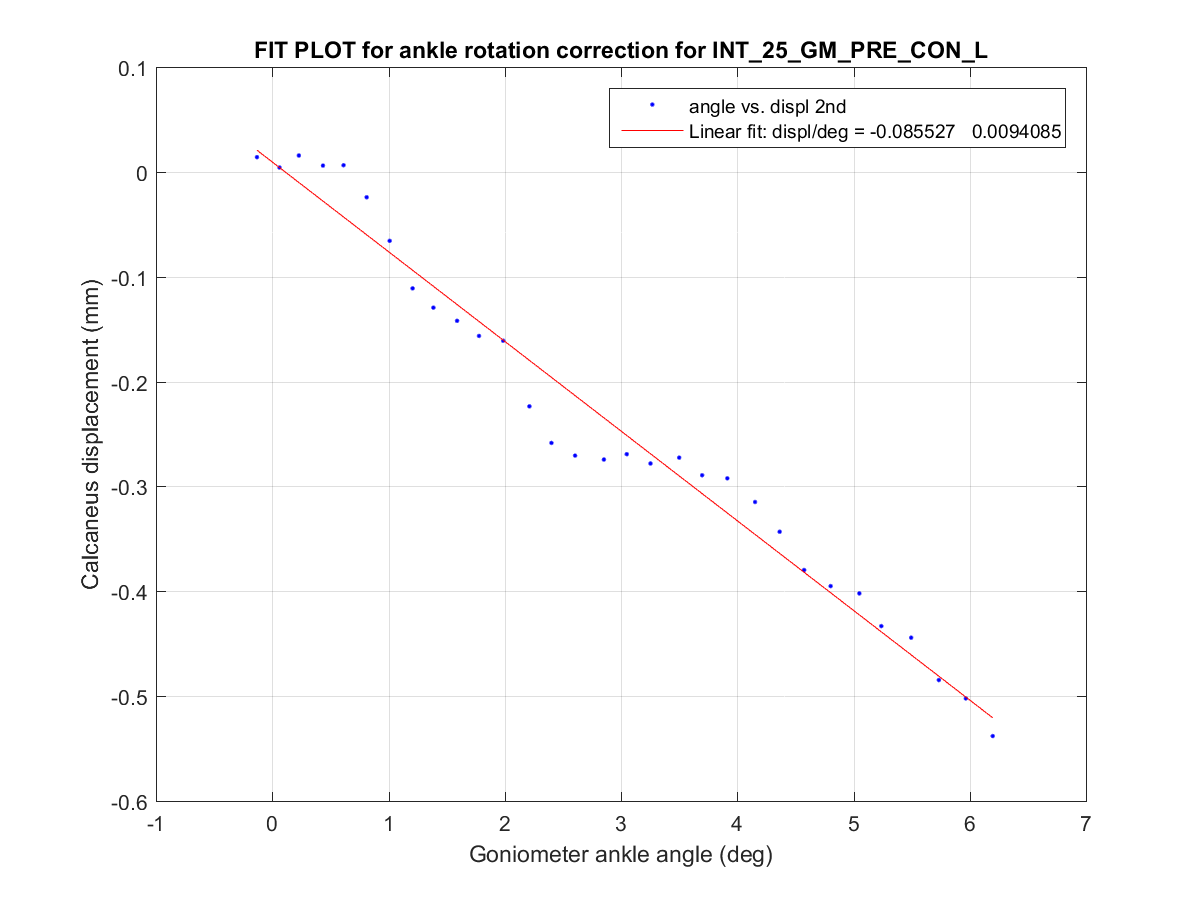 FIT PLOT for ankle rotation correction for INT_25_GM_PRE_CON_L
angle vs. displ 2nd
Linear fit: displ/deg = -0.085527 0.0094085
0.1
0
-0.1
-0.2
-0.3
-0.4
-0.5
-0.6
Calcaneus displacement (mm)
-1 0 1 2 3 4 5 6 7
Goniometer ankle angle (deg)